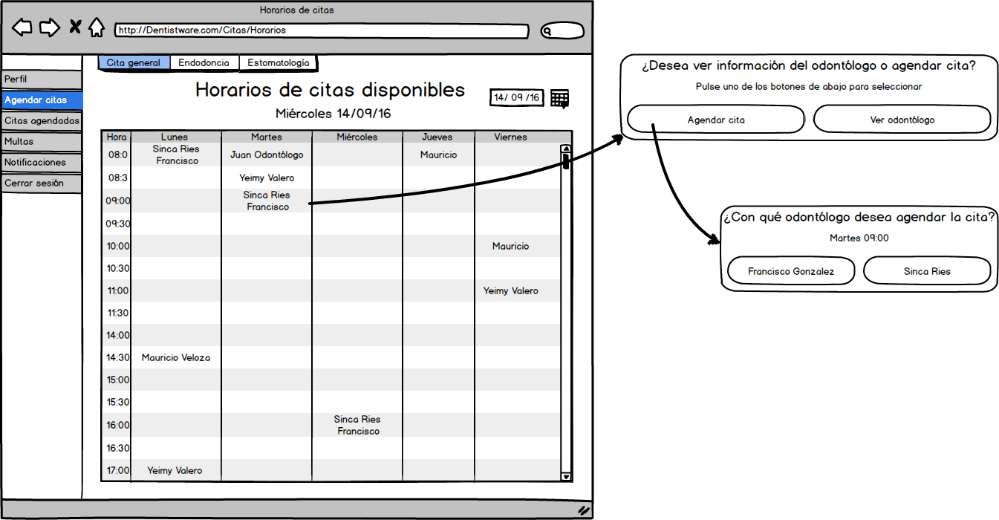 Horarios de citas
http://Dentistware.com/Citas/Horarios
Cita general Endodoncia Estomatología
Perfil
Agendar citas
Citas agendadas
Multas
Notificaciones
Cerrar sesión
Horarios de citas disponibles
14/ 09 /16
Miércoles 14/09/16
Hora Lunes Martes Miércoles Jueves Viernes
08:0 Sinca Ries Juan Odontólogo Mauricio
Francisco
08:3 Yeimy Valero
09:00 Sinca Ries
Francisco
09:30
10:00 Mauricio
10:30
11:00 Yeimy Valero
11:30
14:00
14:30 Mauricio Veloza
15:00
15:30
16:00 Sinca Ries
Francisco
16:30
17:00 Yeimy Valero
¿Desea ver información del odontólogo o agendar cita?
Pulse uno de los botones de abajo para seleccionar
Agendar cita Ver odontólogo
¿Con qué odontólogo desea agendar la cita?
Martes 09:00
Francisco Gonzalez Sinca Ries